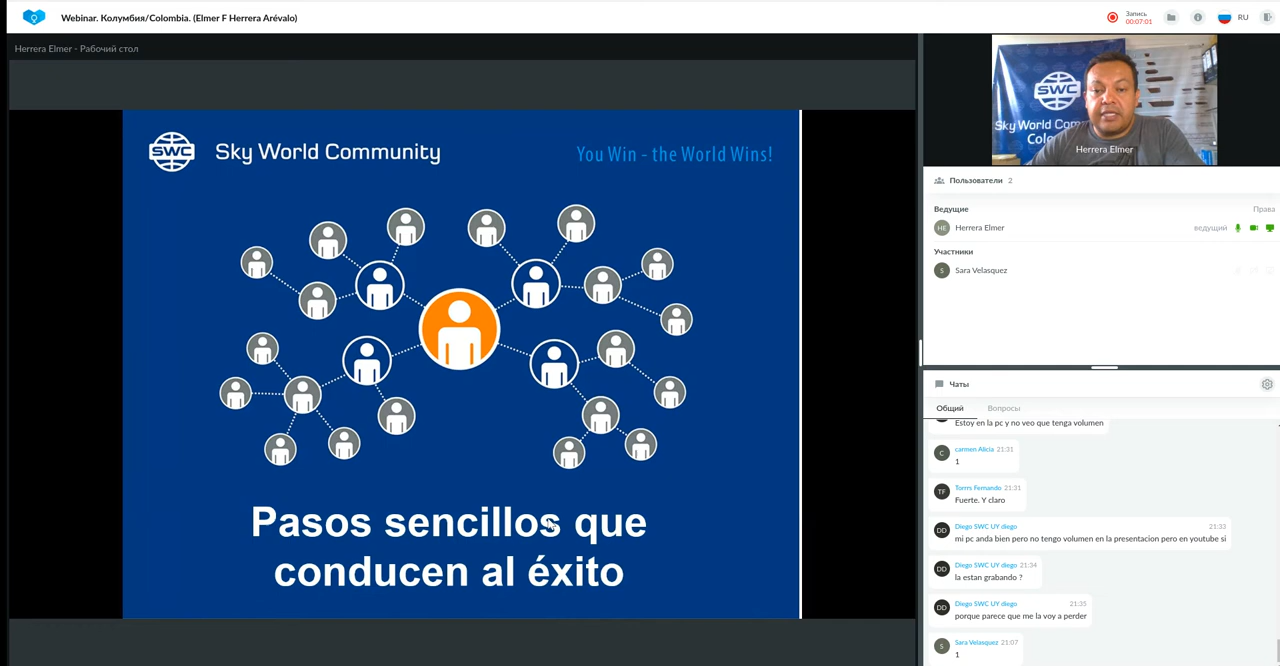 Webinar. Колумбия/Colombia. (Elmer F Herrera Arévalo)
Запись
00:07:01
RU
Herrera Elmer - Рабочий стол
SWC
Sky World Community
You Win - the World Wins!
Pasos sencillos que
conducen al éxito
SWC
Sky World Com
Colo
Herrera Elmer
Пользователи 2
Ведущие Права
HE Herrera Elmer ведущий
Участники
S Sara Velasquez
Чаты
Общий Вопросы
Estoy en la pc y no veo que tenga volumen
C carmen Alicia 21:31
1
TF Torrrs Fernando 21:31
Fuerte. Y claro
DD Diego SWC UY diego 21:33
mi pc anda bien pero no tengo volumen en la presentacion pero en youtube si
DD Diego SWC UY diego 21:34
la estan grabando ?
DD Diego SWC UY diego 21:35
porque parece que me la voy a perder
S Sara Velasquez 21:07
1